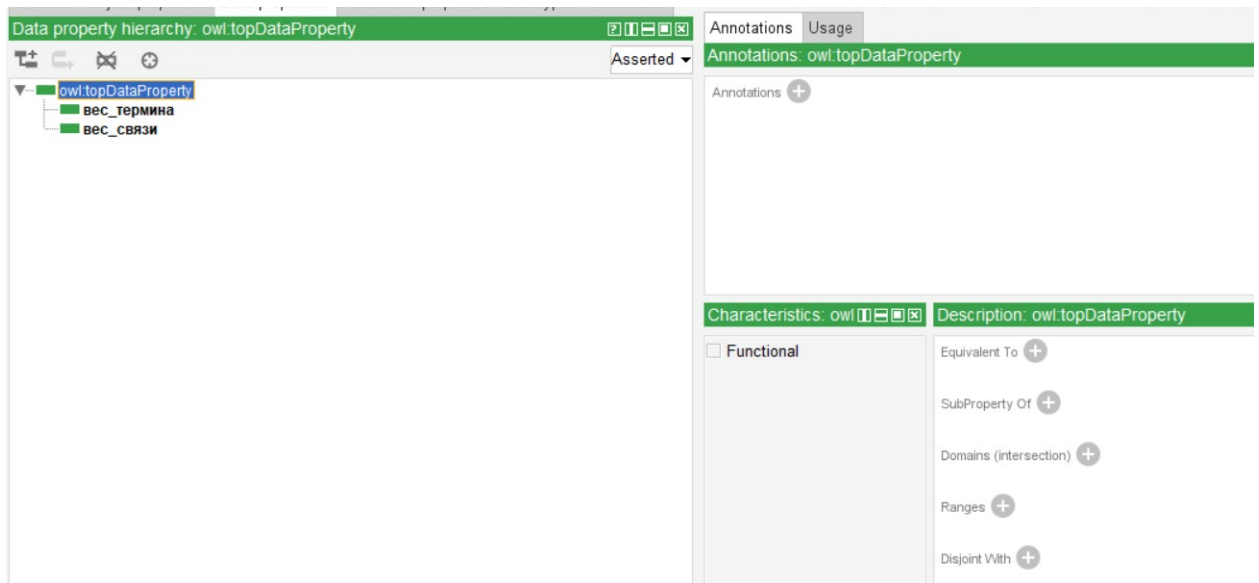 Data property hierarchy: owl:topDataProperty
Asserted
owl:topDataProperty
вес_термина
вес_связи
Annotations Usage
Annotations: owl:topDataProperty
Annotations
Characteristics: owl
Functional
Description: owl:topDataProperty
Equivalent To
SubProperty Of
Domains (intersection)
Ranges
Disjoint With